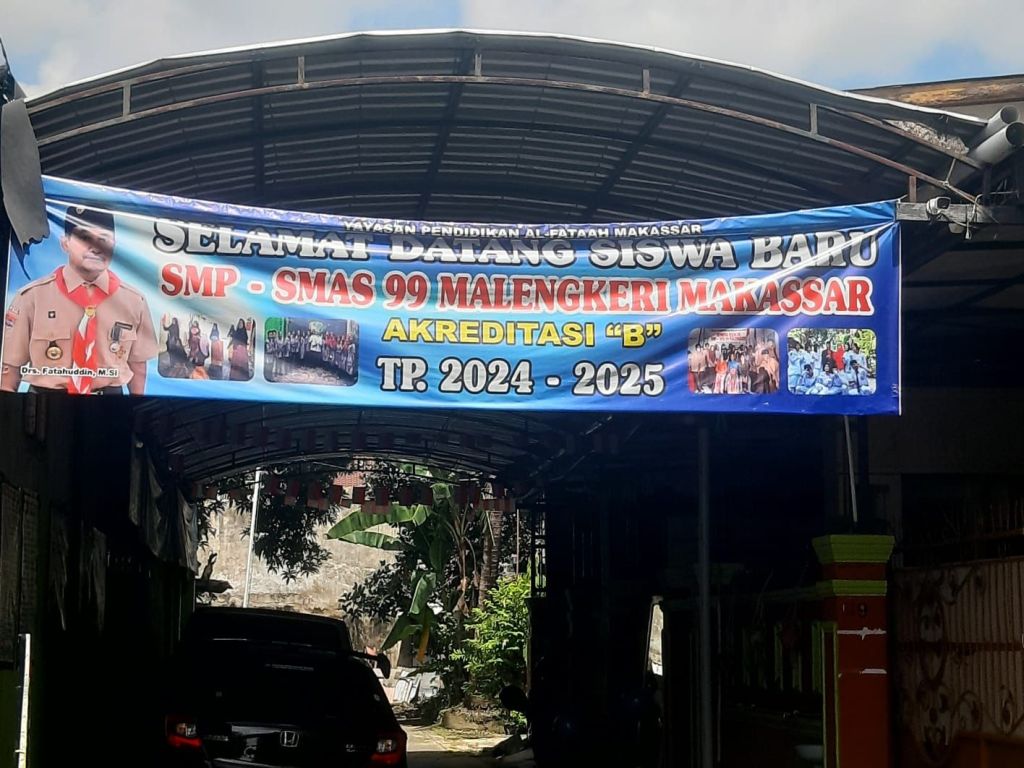 YAYASAN PENDIDIKAN AL-FATAAH MAKASSAR
SELAMAT DATANG SISWA BARU
SMP - SMAS 99 MALENGKERI MAKASSAR
AKREDITASI "B"
TP. 2024 - 2025
Drs. Fatahuddin, M.Si